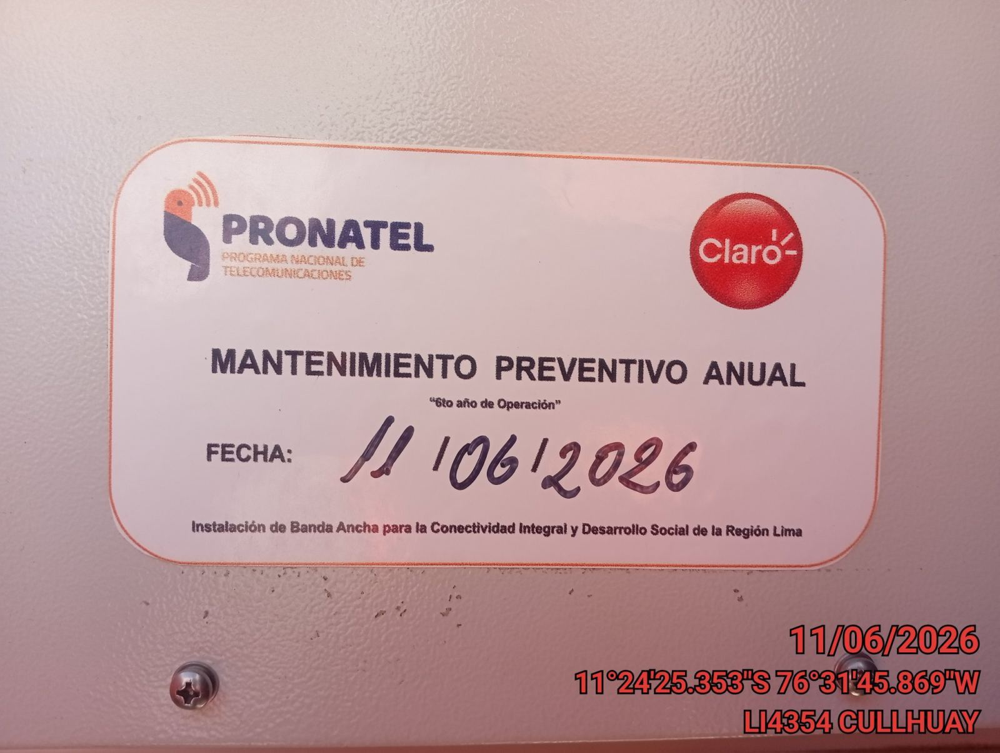 PRONATEL
PROGRAMA NACIONAL DE
TELECOMUNICACIONES
Claro
MANTENIMIENTO PREVENTIVO ANUAL
“6to año de Operación”
FECHA: 11/06/2026
Instalación de Banda Ancha para la Conectividad Integral y Desarrollo Social de la Región Lima
11/06/2026
11°24'25.353"S 76°31'45.869"W
LI4354 CULLHUAY